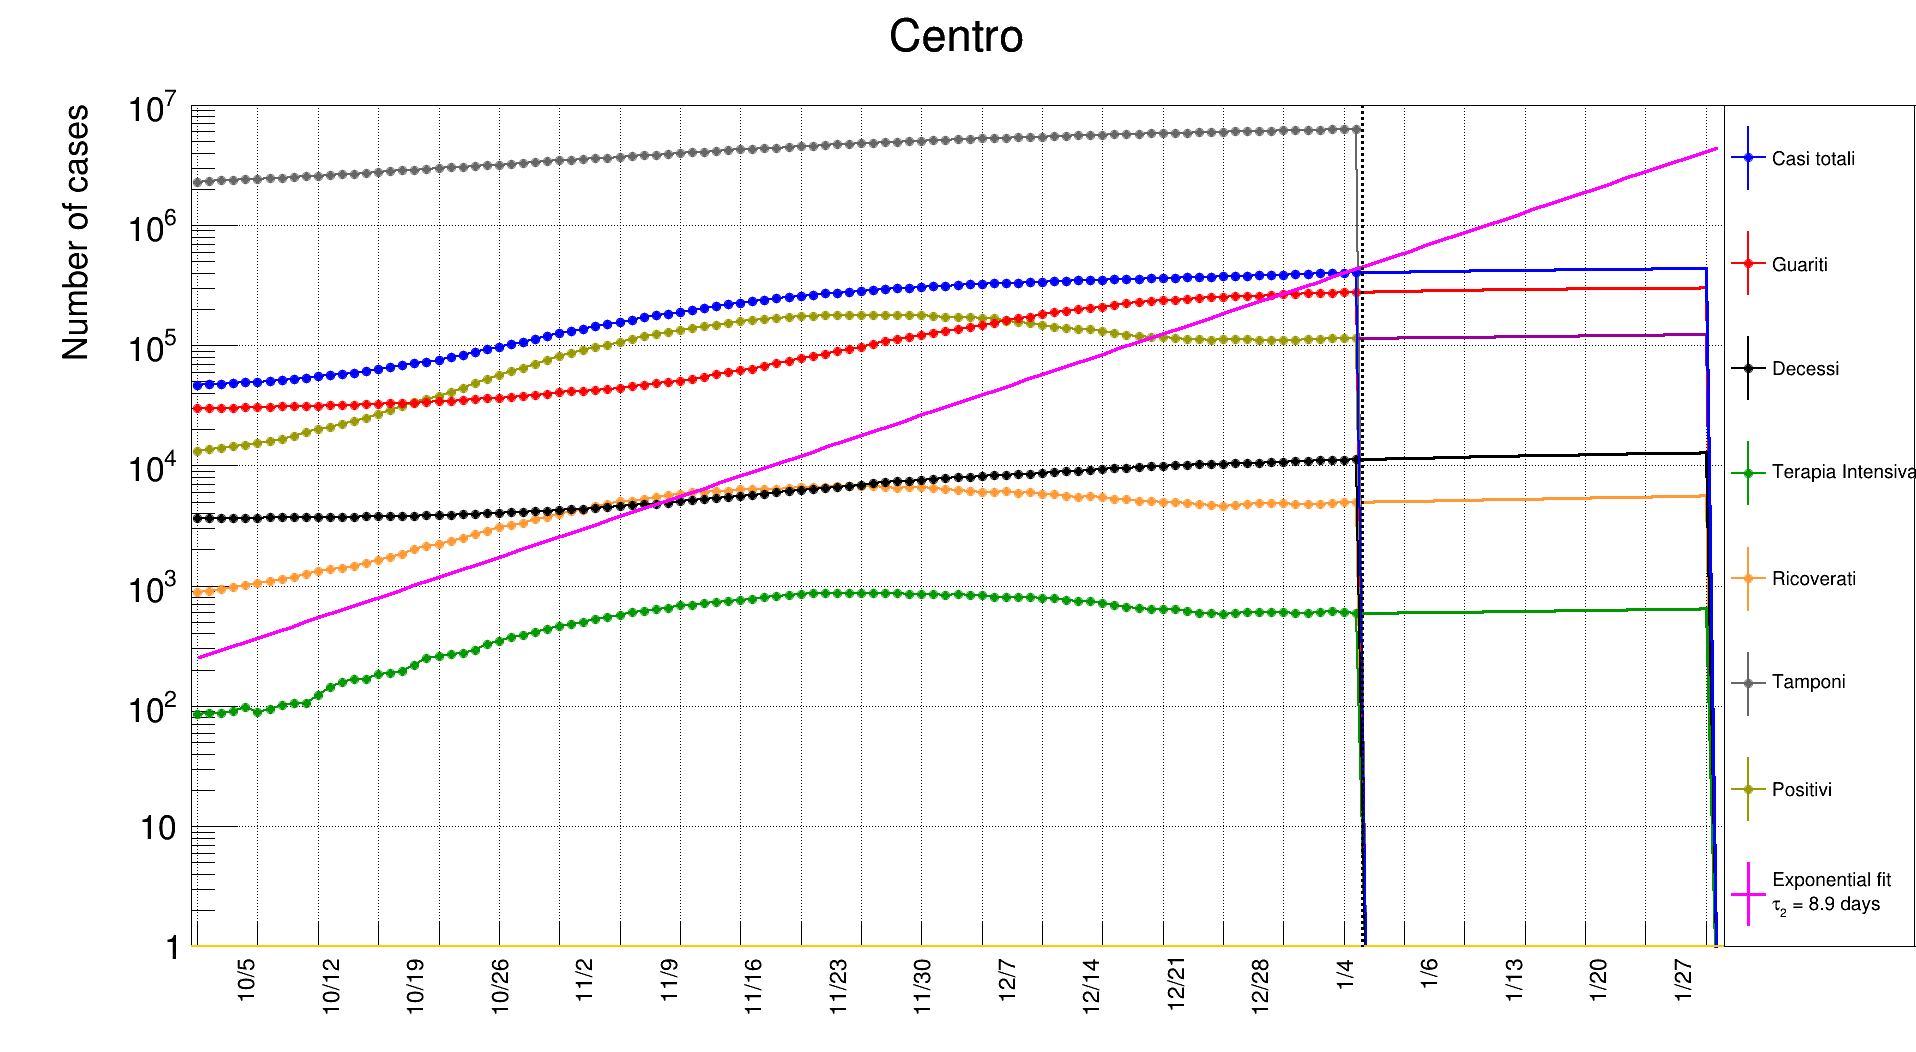 Centro
Number of cases
10^7
10^6
10^5
10^4
10^3
10^2
10
1
10/5
10/12
10/19
10/26
11/2
11/9
11/16
11/23
11/30
12/7
12/14
12/21
12/28
1/4
1/6
1/13
1/20
1/27
Casi totali
Guariti
Decessi
Terapia Intensiva
Ricoverati
Tamponi
Positivi
Exponential fit
τ_2 = 8.9 days